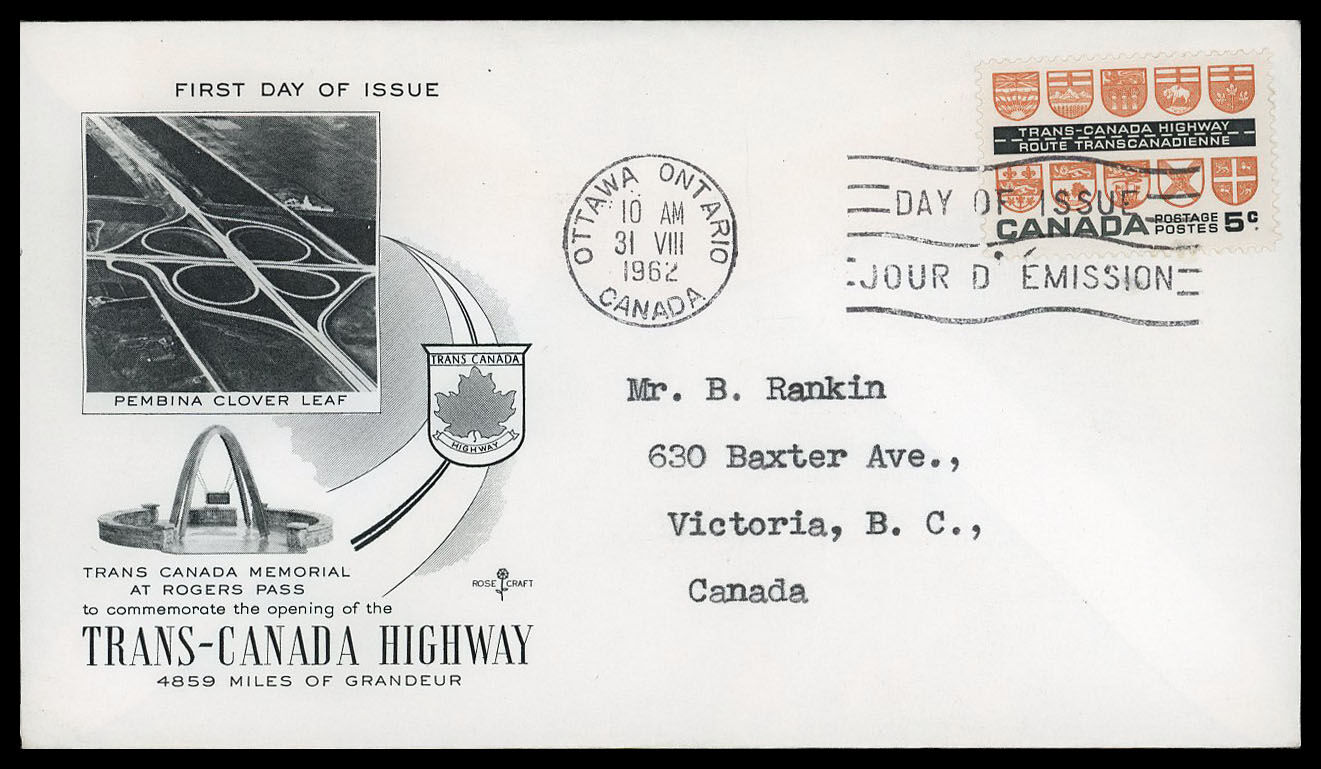 FIRST DAY OF ISSUE
PEMBINA CLOVER LEAF
TRANS CANADA
HIGHWAY
TRANS CANADA MEMORIAL
AT ROGERS PASS
to commemorate the opening of the
TRANS-CANADA HIGHWAY
4859 MILES OF GRANDEUR
ROSE CRAFT
OTTAWA ONTARIO
10 AM
31 VIII
1962
CANADA
TRANS-CANADA HIGHWAY
ROUTE TRANSCANADIENNE
CANADA POSTAGE POSTES 5c.
DAY OF ISSUE
JOUR D' ÉMISSION
Mr. B. Rankin
630 Baxter Ave.,
Victoria, B. C.,
Canada